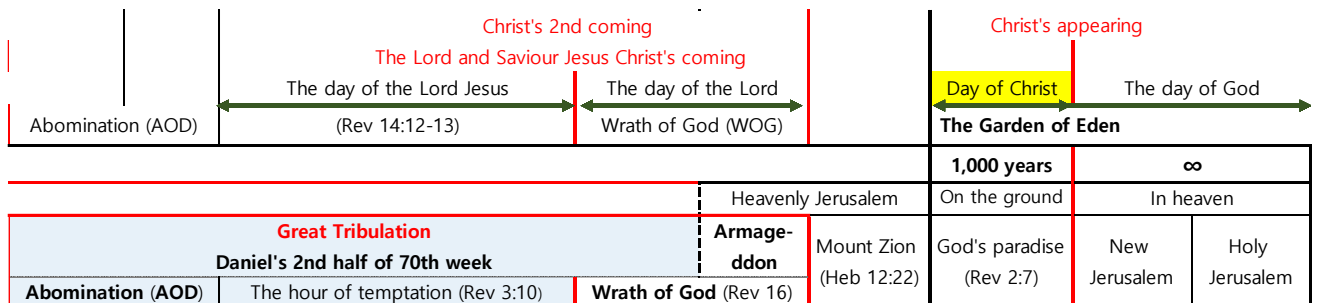 Christ's 2nd coming Christ's appearing
The Lord and Saviour Jesus Christ's coming
The day of the Lord Jesus The day of the Lord Day of Christ The day of God
Abomination (AOD) (Rev 14:12-13) Wrath of God (WOG) The Garden of Eden
1,000 years ∞
Heavenly Jerusalem On the ground In heaven
Great Tribulation Armage-
Daniel's 2nd half of 70th week ddon
Mount Zion God's paradise New Holy
(Heb 12:22) (Rev 2:7) Jerusalem Jerusalem
Abomination (AOD) The hour of temptation (Rev 3:10) Wrath of God (Rev 16)